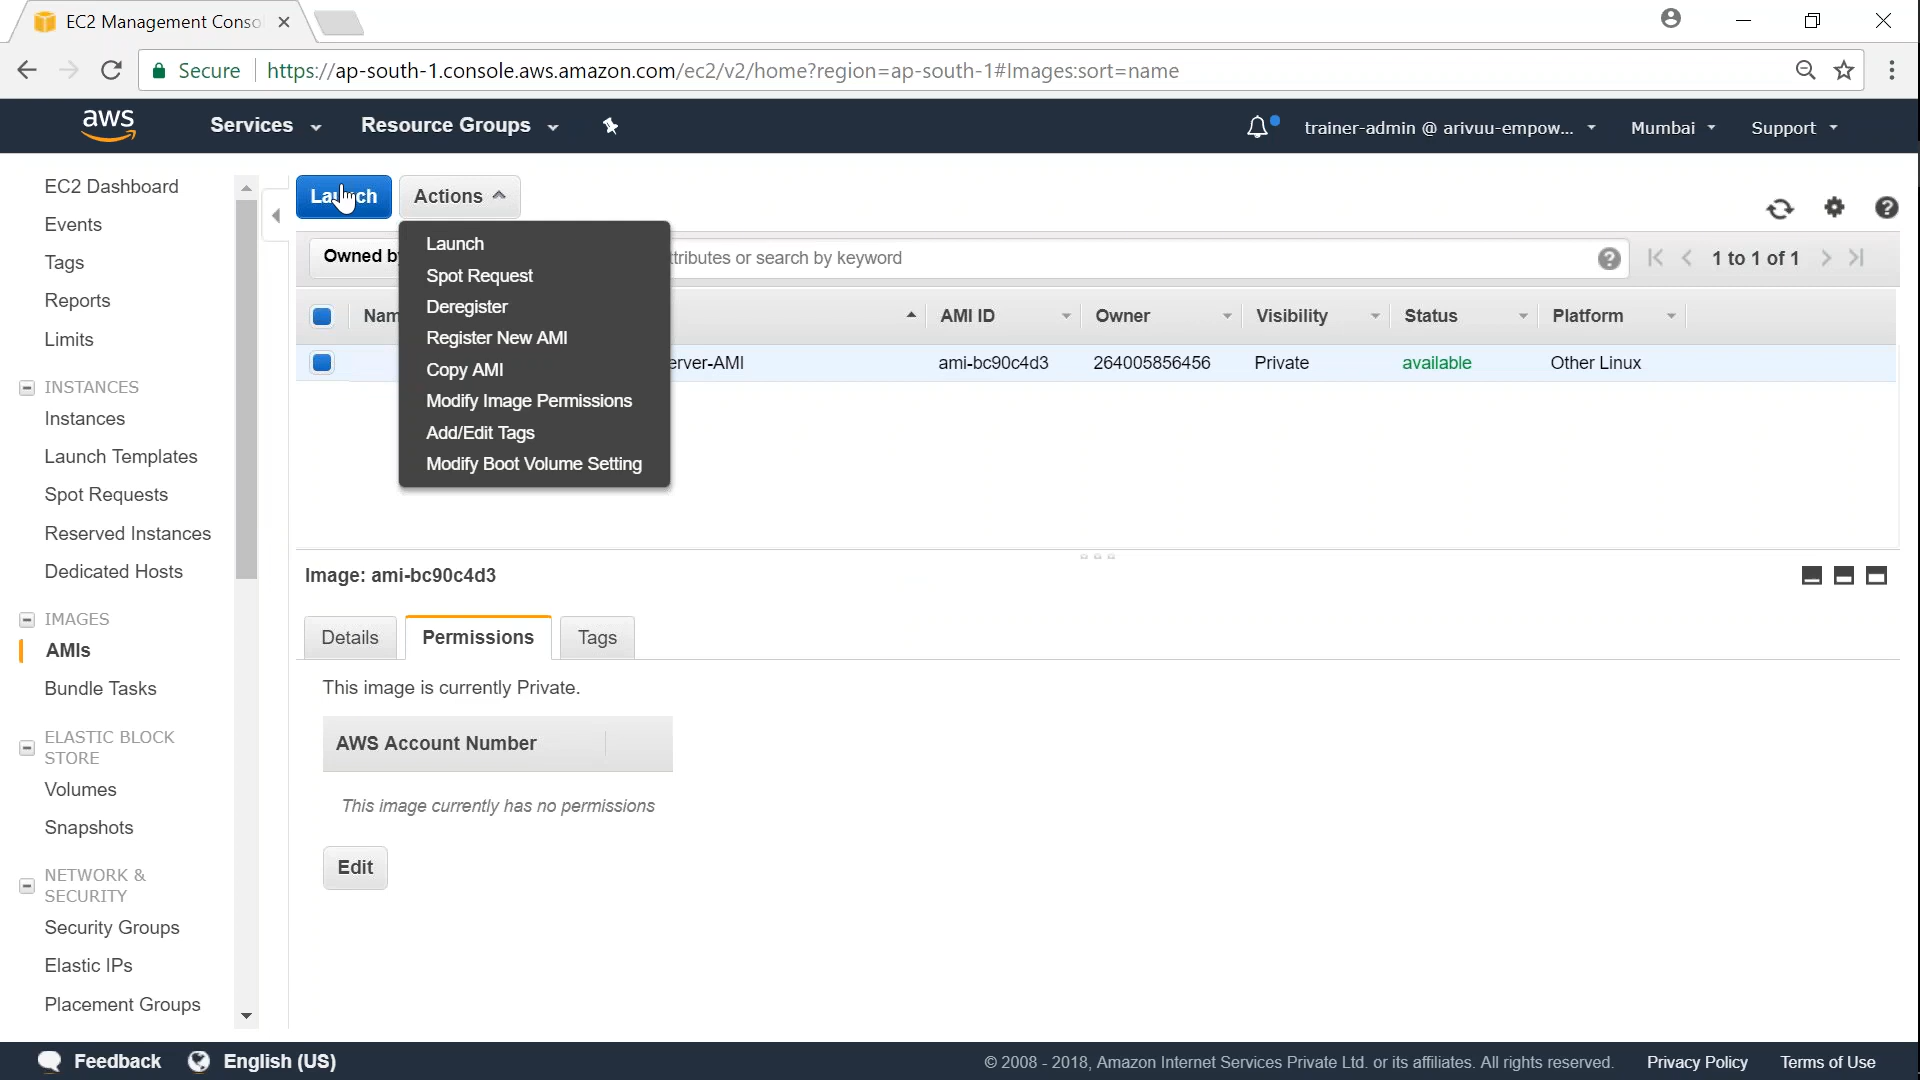 EC2 Management Conso
Secure
https://ap-south-1.console.aws.amazon.com/ec2/v2/home?region=ap-south-1#Images:sort=name
aws
Services
Resource Groups
trainer-admin @ arivuu-empow...
Mumbai
Support
EC2 Dashboard
Events
Tags
Reports
Limits
INSTANCES
Instances
Launch Templates
Spot Requests
Reserved Instances
Dedicated Hosts
IMAGES
AMIs
Bundle Tasks
ELASTIC BLOCK
STORE
Volumes
Snapshots
NETWORK &
SECURITY
Security Groups
Elastic IPs
Placement Groups
Launch
Actions
Launch
Spot Request
Deregister
Register New AMI
Copy AMI
Modify Image Permissions
Add/Edit Tags
Modify Boot Volume Setting
Owned by
ttributes or search by keyword
1 to 1 of 1
Nam
AMI ID
Owner
Visibility
Status
Platform
erver-AMI
ami-bc90c4d3
264005856456
Private
available
Other Linux
Image: ami-bc90c4d3
Details
Permissions
Tags
This image is currently Private.
AWS Account Number
This image currently has no permissions
Edit
Feedback
English (US)
© 2008 - 2018, Amazon Internet Services Private Ltd. or its affiliates. All rights reserved.
Privacy Policy
Terms of Use